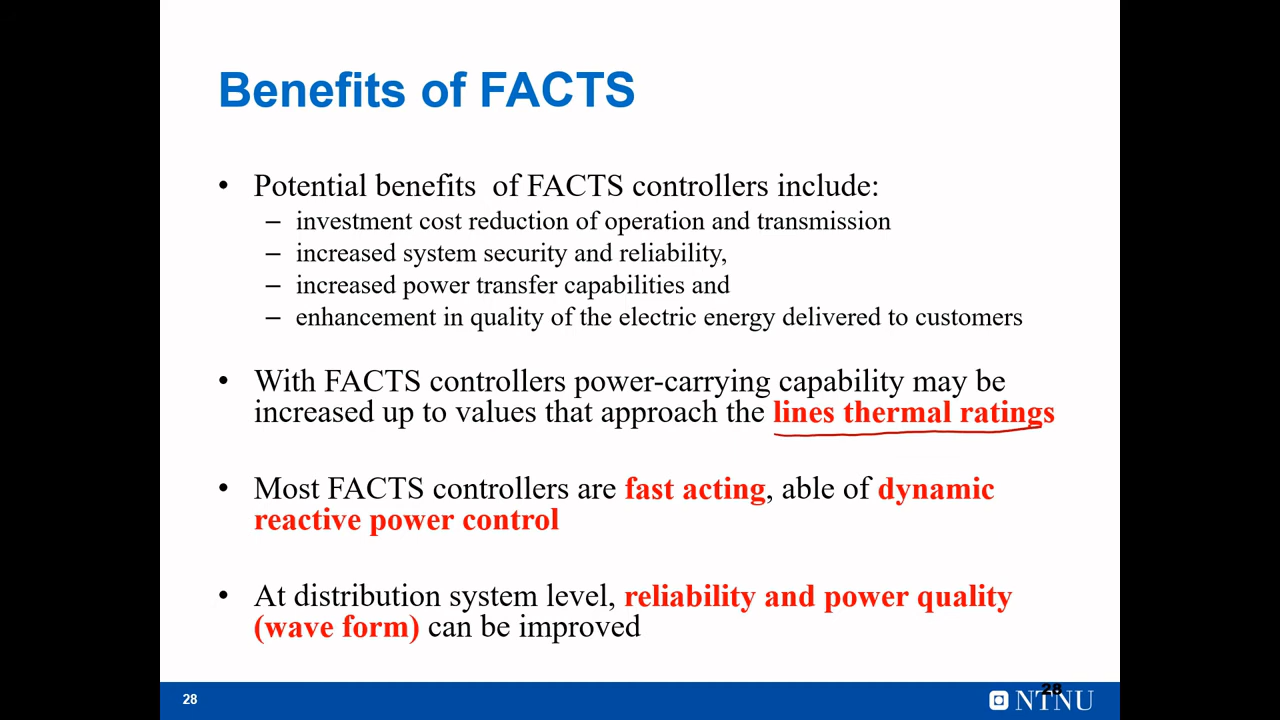 Benefits of FACTS
• Potential benefits of FACTS controllers include:
– investment cost reduction of operation and transmission
– increased system security and reliability,
– increased power transfer capabilities and
– enhancement in quality of the electric energy delivered to customers
• With FACTS controllers power-carrying capability may be
increased up to values that approach the lines thermal ratings
• Most FACTS controllers are fast acting, able of dynamic
reactive power control
• At distribution system level, reliability and power quality
(wave form) can be improved
28
28
NTNU